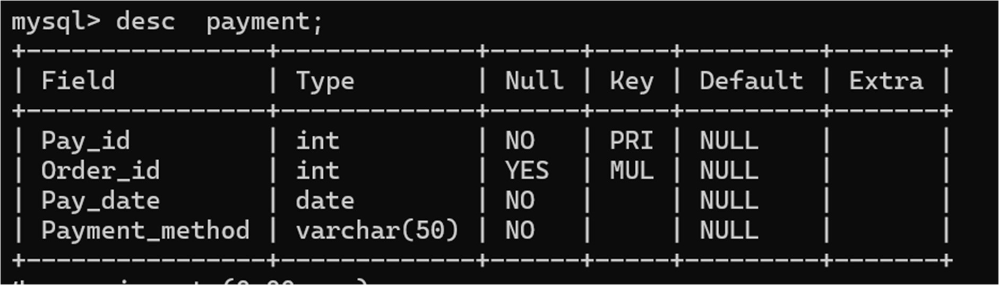 mysql> desc  payment;
+----------------+-------------+------+-----+---------+-------+
| Field          | Type        | Null | Key | Default | Extra |
+----------------+-------------+------+-----+---------+-------+
| Pay_id         | int         | NO   | PRI | NULL    |       |
| Order_id       | int         | YES  | MUL | NULL    |       |
| Pay_date       | date        | NO   |     | NULL    |       |
| Payment_method | varchar(50) | NO   |     | NULL    |       |
+----------------+-------------+------+-----+---------+-------+